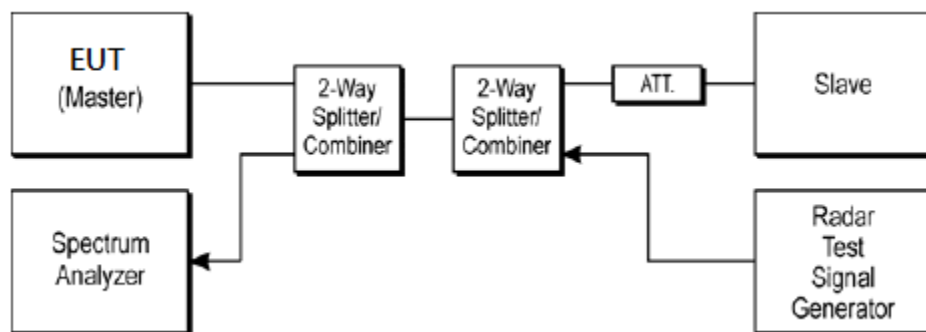 EUT
(Master)
2-Way
Splitter/
Combiner
2-Way
Splitter/
Combiner
ATT.
Slave
Spectrum
Analyzer
Radar
Test
Signal
Generator